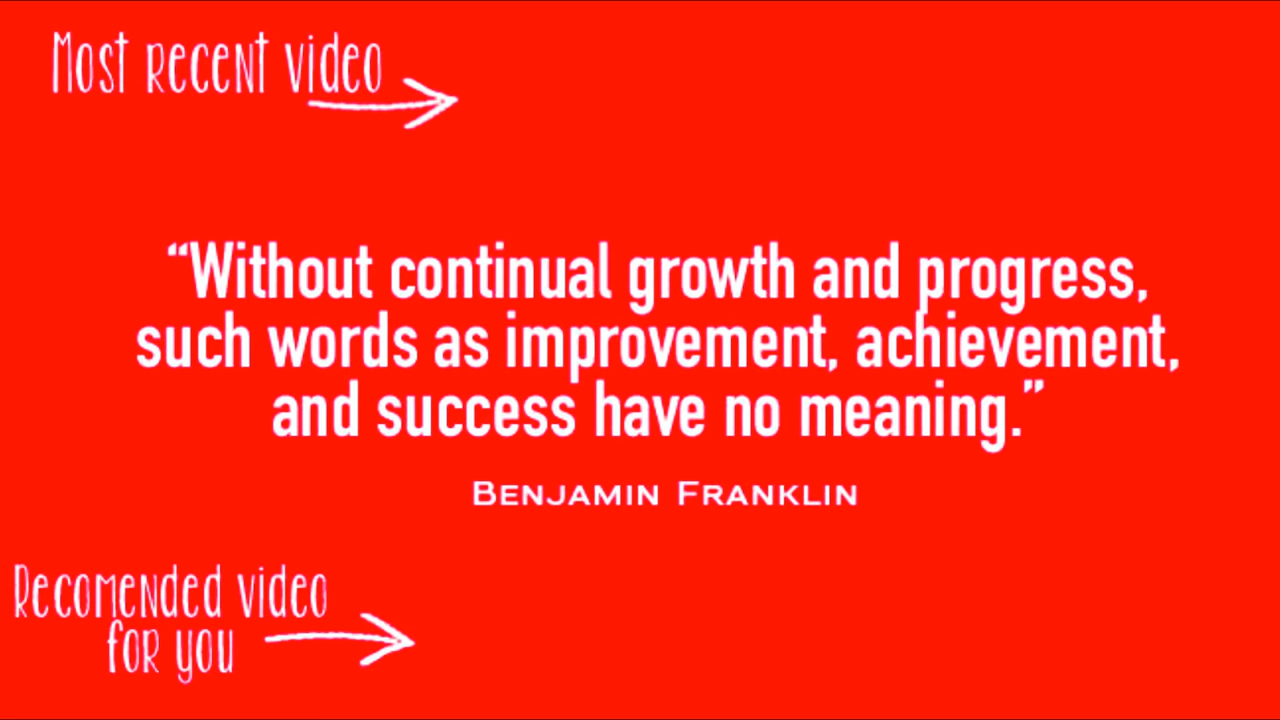 Most recent video
“Without continual growth and progress,
such words as improvement, achievement,
and success have no meaning.”
Benjamin Franklin
Recomended video
for you